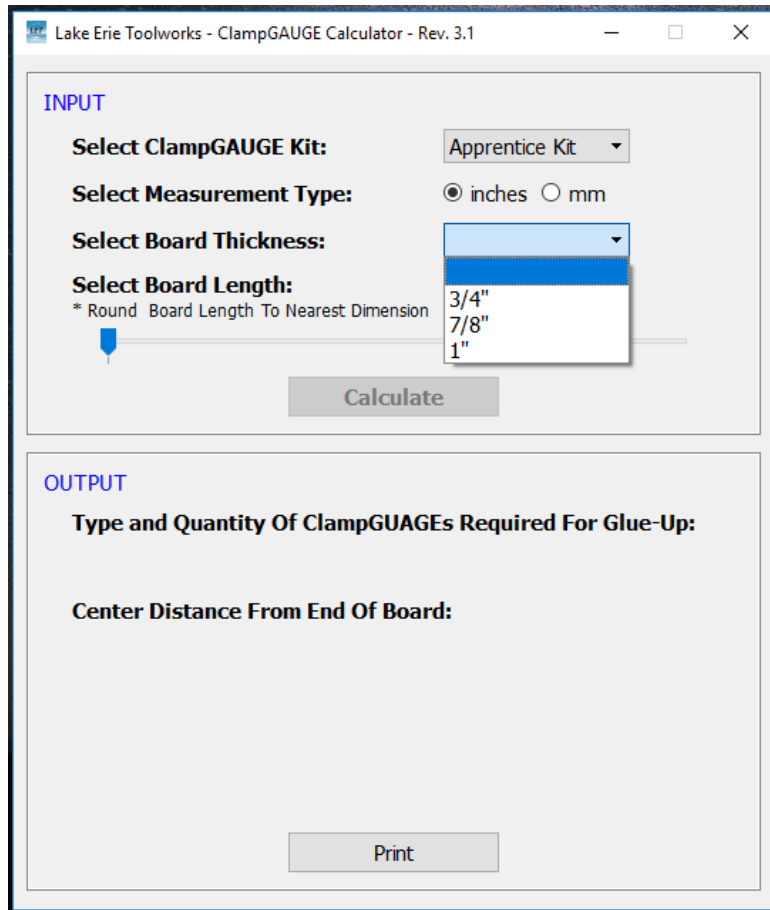 Lake Erie Toolworks - ClampGAUGE Calculator - Rev. 3.1
INPUT
Select ClampGAUGE Kit: Apprentice Kit
Select Measurement Type: inches mm
Select Board Thickness:
3/4"
7/8"
1"
Select Board Length:
* Round Board Length To Nearest Dimension
Calculate
OUTPUT
Type and Quantity Of ClampGUAGEs Required For Glue-Up:
Center Distance From End Of Board:
Print